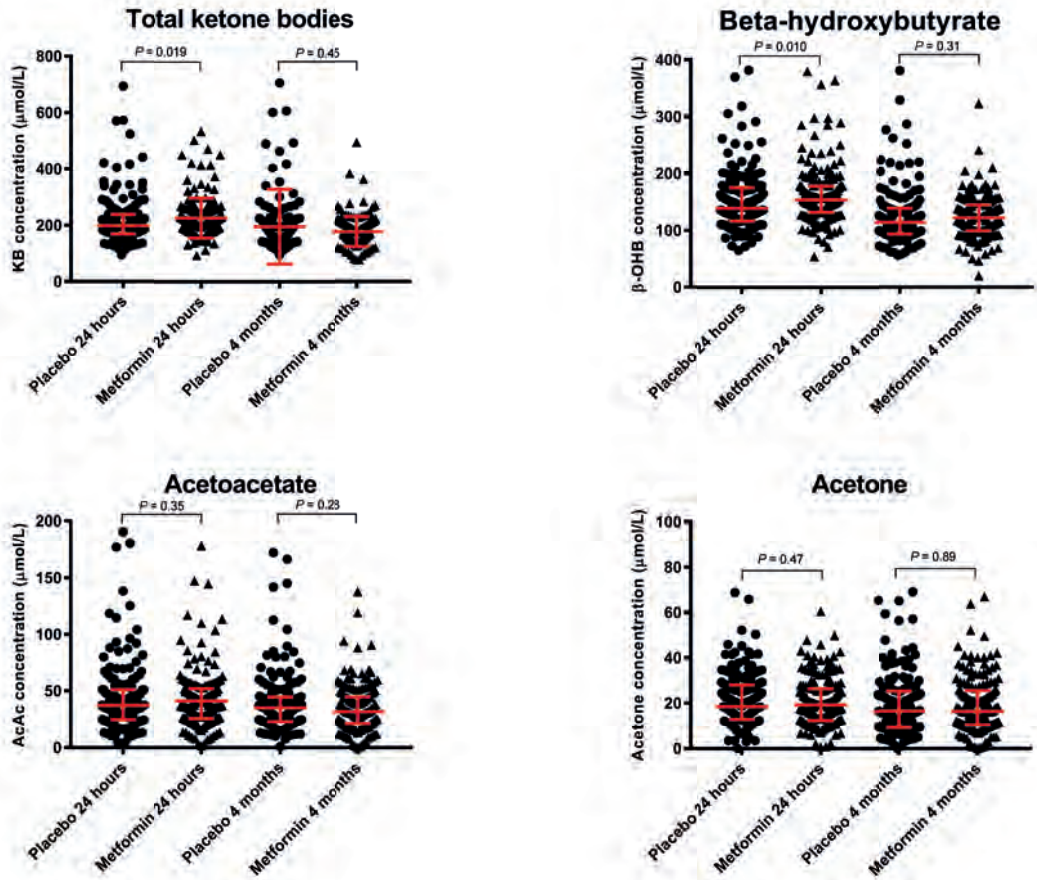 Total ketone bodies
P = 0.019
P = 0.45
KB concentration (µmol/L)
800
600
400
200
0
Placebo 24 hours
Metformin 24 hours
Placebo 4 months
Metformin 4 months
Beta-hydroxybutyrate
P = 0.010
P = 0.31
β-OHB concentration (µmol/L)
400
300
200
100
0
Placebo 24 hours
Metformin 24 hours
Placebo 4 months
Metformin 4 months
Acetoacetate
P = 0.35
P = 0.23
AcAc concentration (µmol/L)
200
150
100
50
0
Placebo 24 hours
Metformin 24 hours
Placebo 4 months
Metformin 4 months
Acetone
P = 0.47
P = 0.89
Acetone concentration (µmol/L)
100
80
60
40
20
0
Placebo 24 hours
Metformin 24 hours
Placebo 4 months
Metformin 4 months